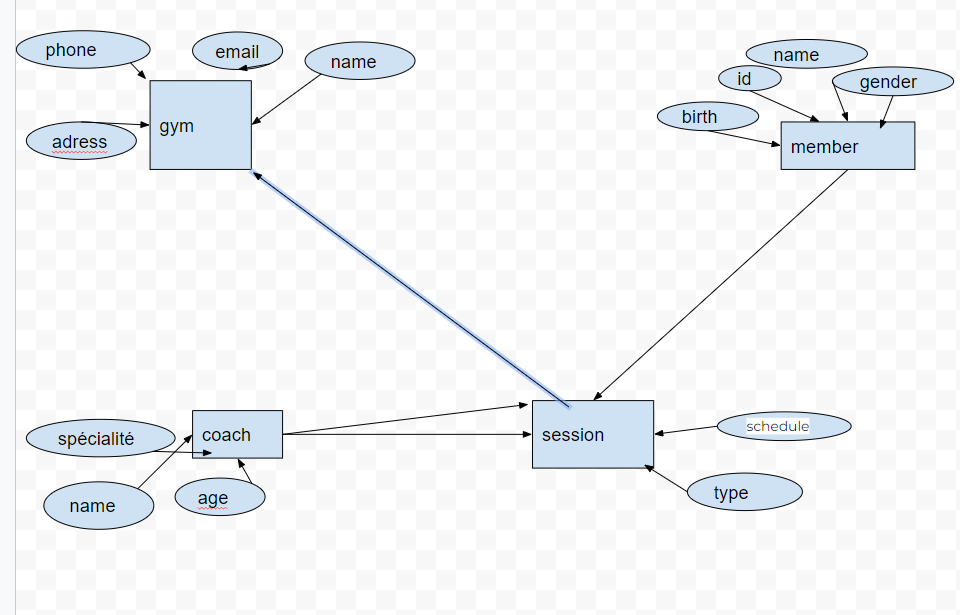 phone
email
name
gym
adress
name
id
gender
birth
member
spécialité
coach
name
age
session
schedule
type